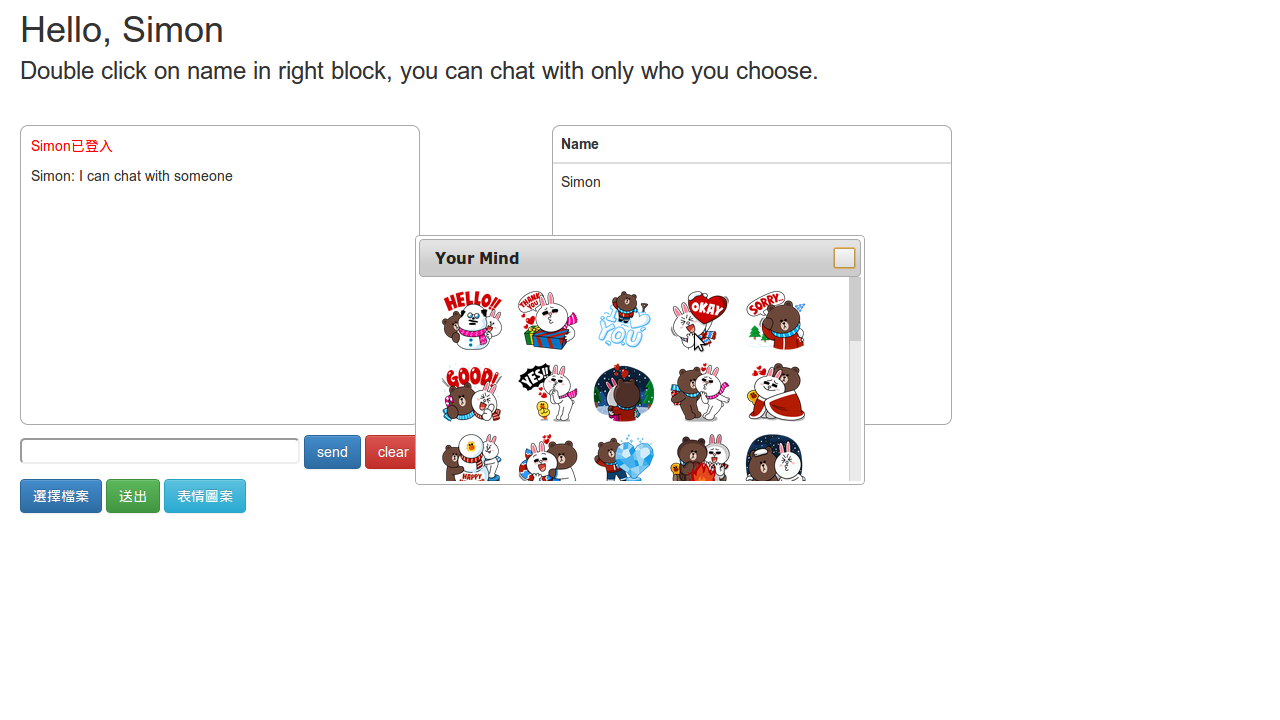 Hello, Simon
Double click on name in right block, you can chat with only who you choose.
Simon已登入
Simon: I can chat with someone
Name
Simon
Your Mind
HELLO!!
THANK YOU
I
YOU
OKAY
SORRY...
GOOD!
YES!!
HAPPY
send
clear
選擇檔案
送出
表情圖案